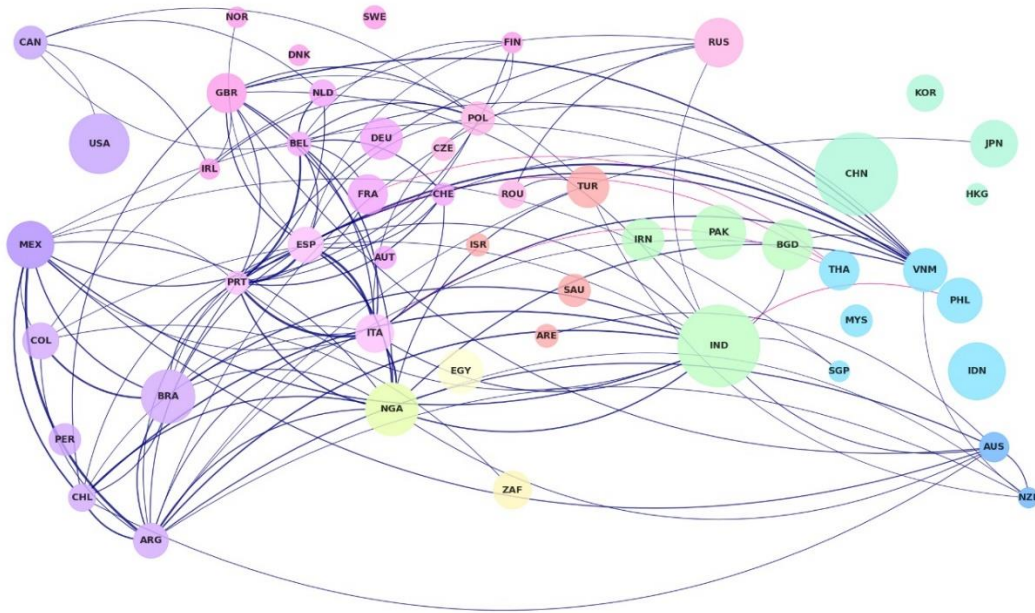 NOR
SWE
CAN
FIN
RUS
DNK
GBR
NLD
KOR
POL
USA
BEL
DEU
CZE
JPN
IRL
CHN
FRA
CHE
ROU
TUR
HKG
MEX
ESP
ISR
IRN
PAK
BGD
AUT
THA
VNM
PRT
SAU
PHL
COL
ITA
ARE
MYS
IND
EGY
SGP
IDN
BRA
NGA
PER
AUS
CHL
ZAF
NZL
ARG